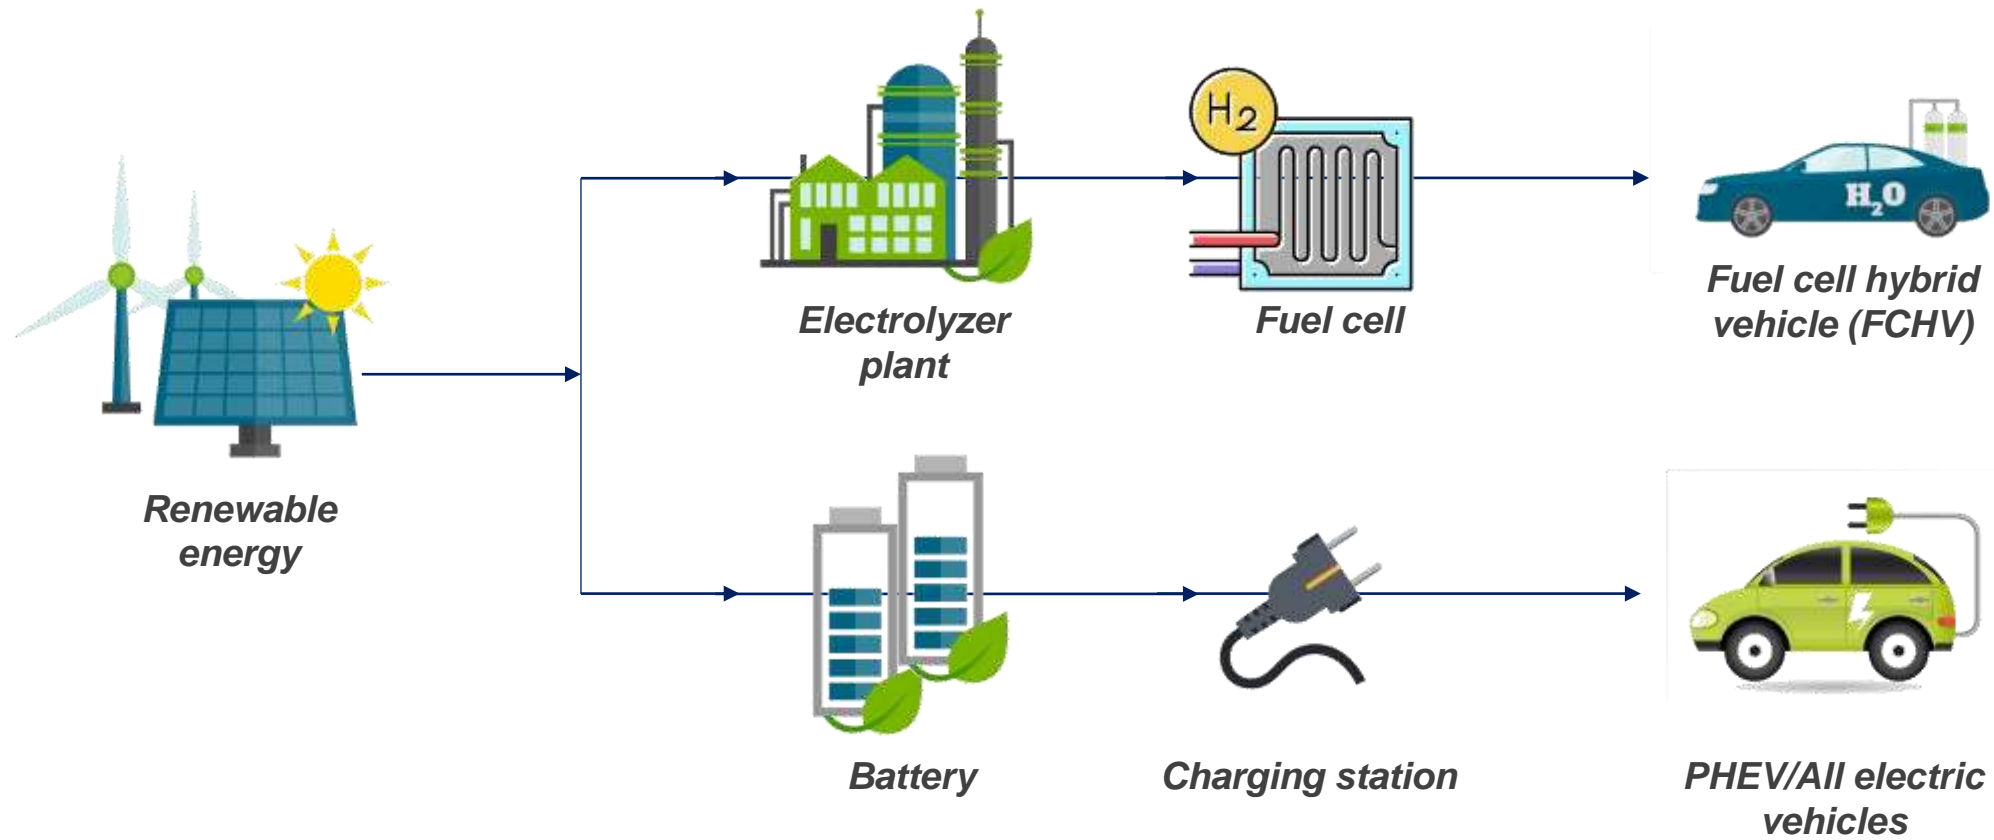 H2
H2O
Electrolyzer
plant
Fuel cell
Fuel cell hybrid
vehicle (FCHV)
Renewable
energy
Battery
Charging station
PHEV/All electric
vehicles